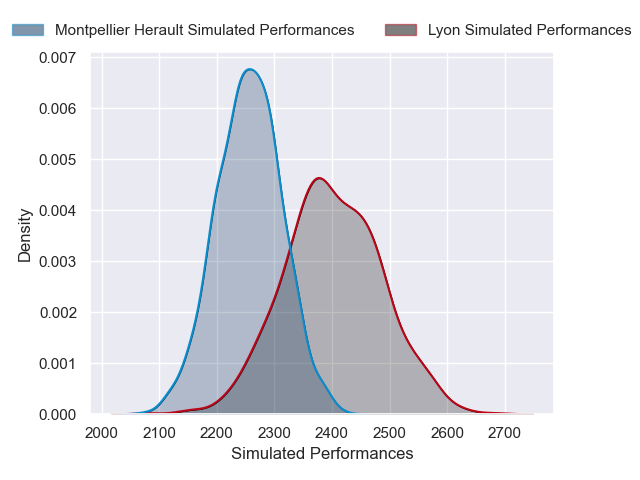 Montpellier Herault Simulated Performances Lyon Simulated Performances
0.007
0.006
0.005
0.004
0.003
0.002
0.001
0.000
Density
2000 2100 2200 2300 2400 2500 2600 2700
Simulated Performances